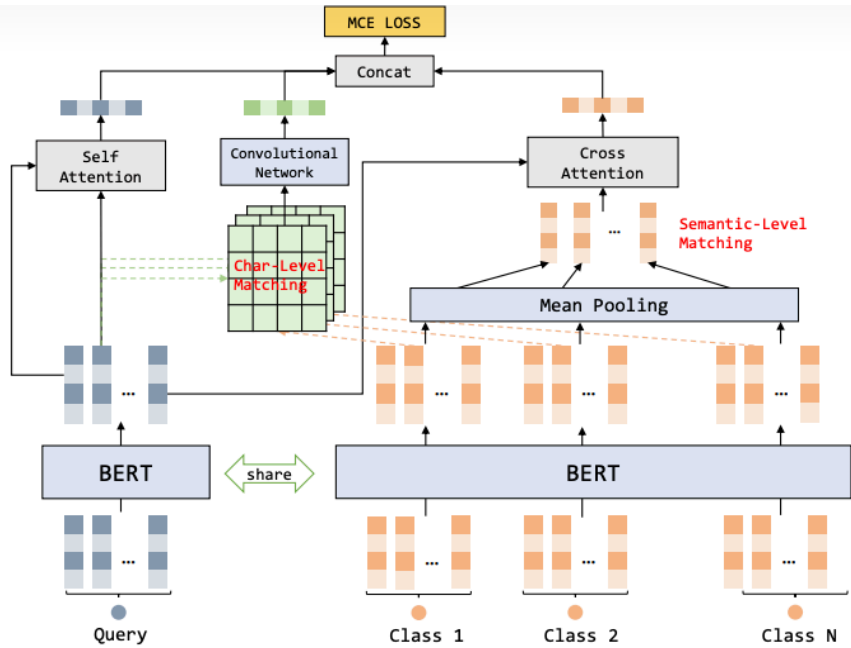 MCE LOSS
Concat
Self
Attention
Convolutional
Network
Cross
Attention
Char-Level
Matching
...
Semantic-Level
Matching
Mean Pooling
...
...
...
...
BERT
share
BERT
...
...
...
...
Query
Class 1
Class 2
Class N